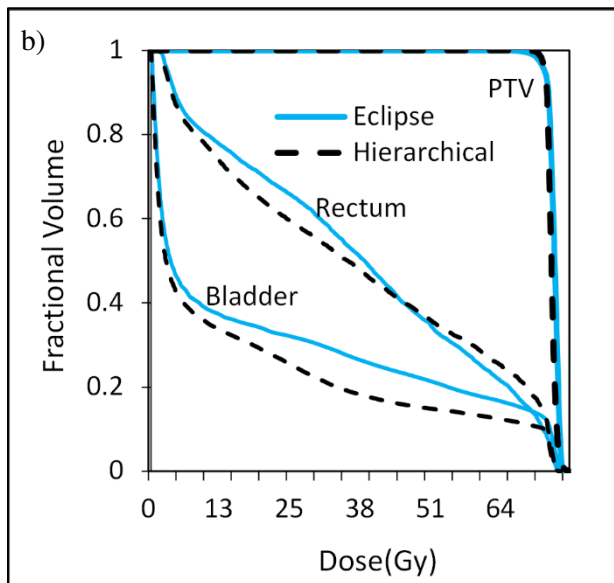 b)
1
0.8
0.6
0.4
0.2
0
Fractional Volume
PTV
Eclipse
Hierarchical
Rectum
Bladder
0 13 25 38 51 64
Dose(Gy)